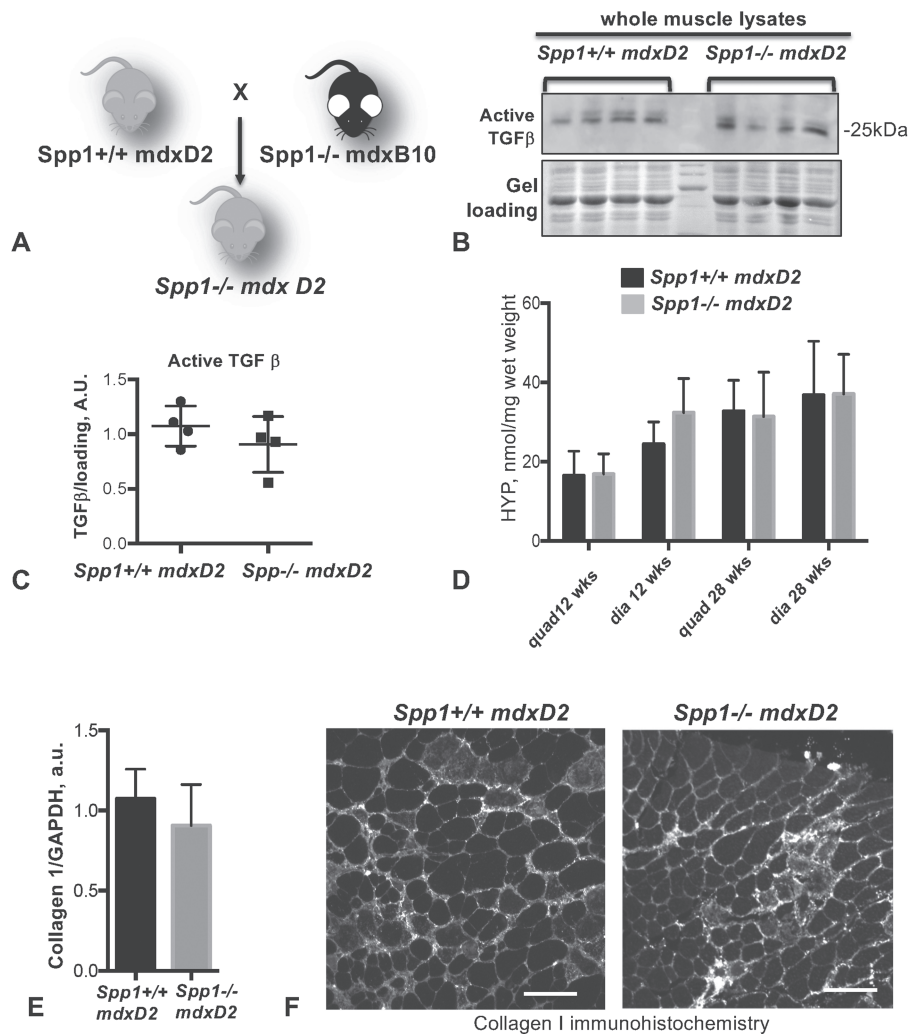 Spp1+/+ mdxD2
X
Spp1-/- mdxB10
Spp1-/- mdx D2
A
whole muscle lysates
Spp1+/+ mdxD2 Spp1-/- mdxD2
Active
TGFβ
-25kDa
Gel
loading
B
Active TGF β
TGFβ/loading, A.U.
1.5
1.0
0.5
0.0
Spp1+/+ mdxD2 Spp-/- mdxD2
C
Spp1+/+ mdxD2
Spp1-/- mdxD2
HYP, nmol/mg wet weight
60
40
20
0
quad12 wks
dia 12 wks
quad 28 wks
dia 28 wks
D
Collagen 1/GAPDH, a.u.
1.5
1.0
0.5
0.0
Spp1+/+ Spp1-/-
mdxD2 mdxD2
E
Spp1+/+ mdxD2 Spp1-/- mdxD2
F
Collagen I immunohistochemistry